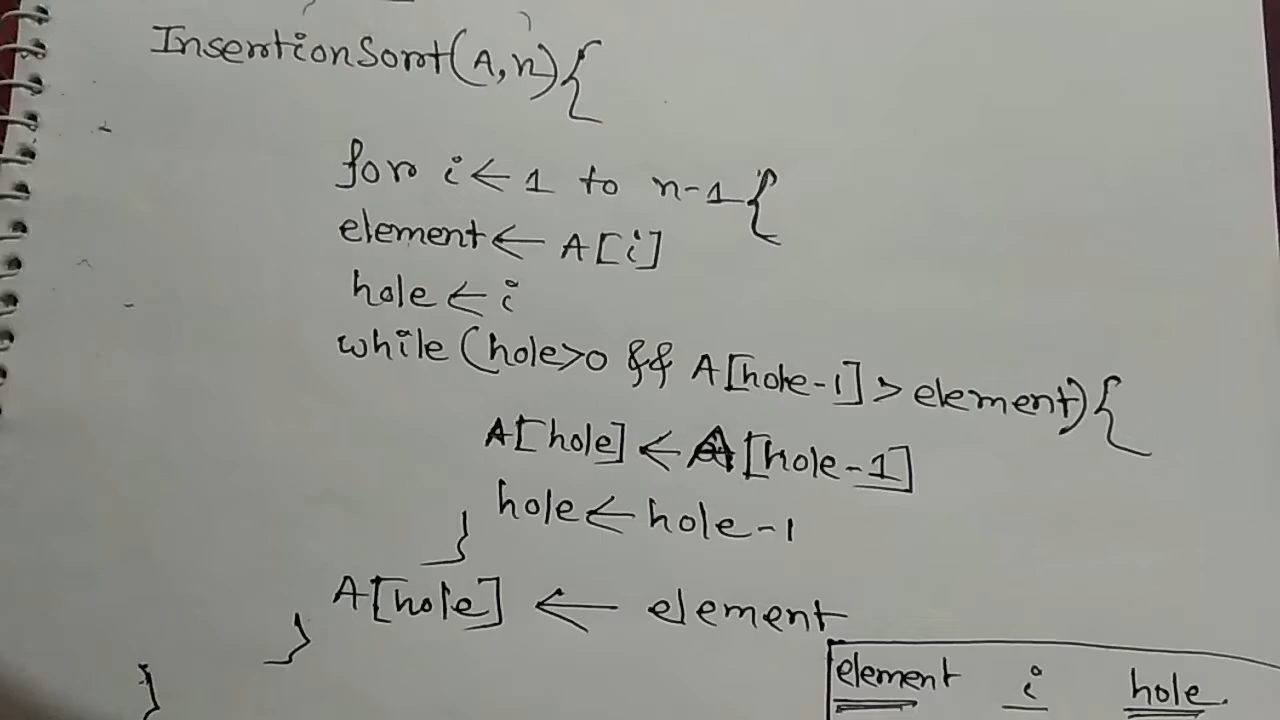 InsertionSort(A,n){
for i← 1 to n-1{
element← A[i]
hole ← i
while (hole>0 && A[hole-1]>element){
A[hole] ← A[hole-1]
hole← hole-1
}
A[hole] ← element
}
}
element i hole